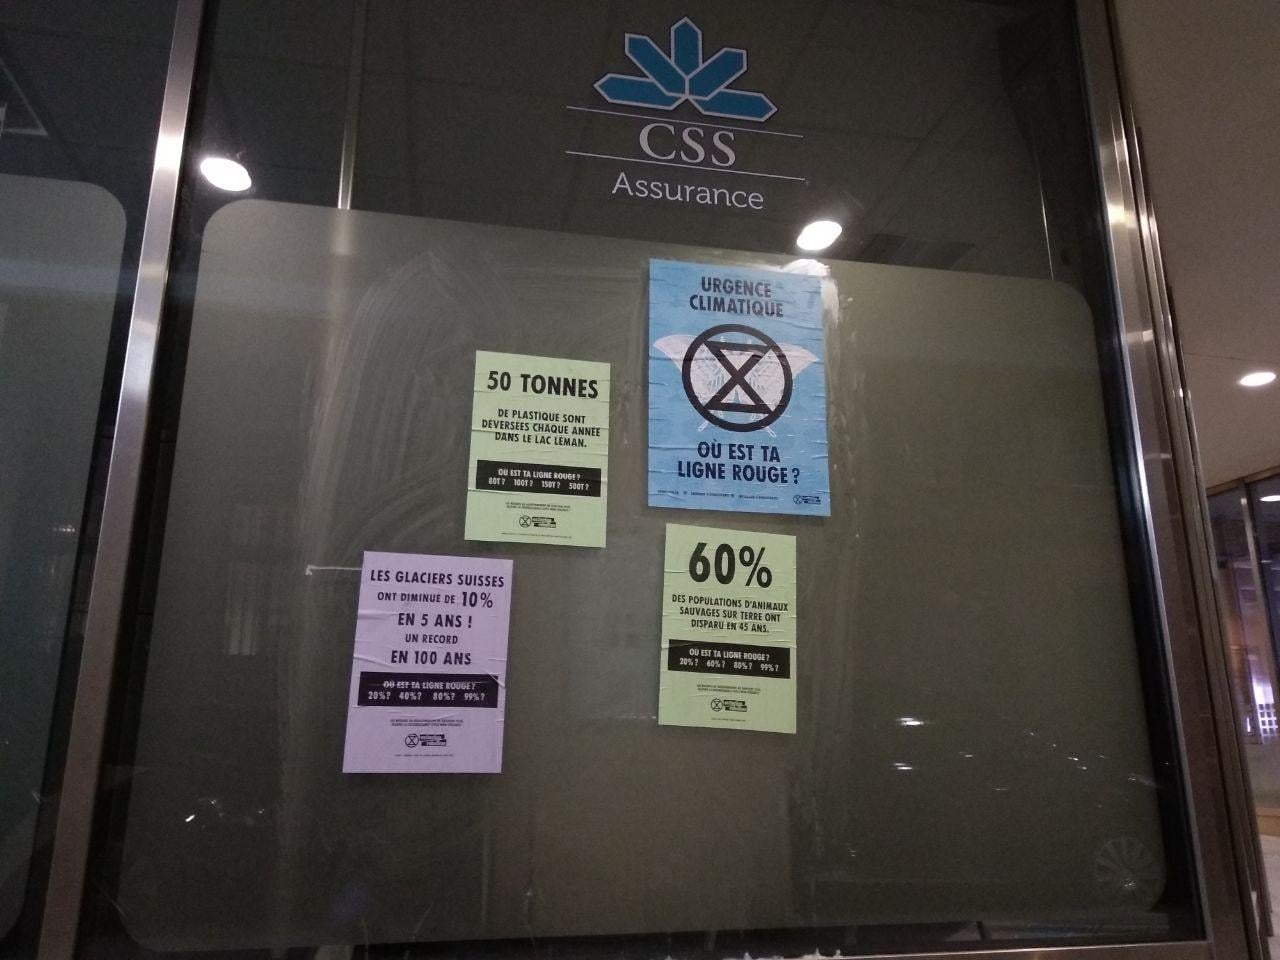 CSS
Assurance
URGENCE
CLIMATIQUE
OÙ EST TA
LIGNE ROUGE ?
50 TONNES
DE PLASTIQUE SONT
DEVERSEES CHAQUE ANNÉE
DANS LE LAC LEMAN.
OÙ EST TA LIGNE ROUGE ?
80T ? 100T ? 150T ? 500T ?
LES GLACIERS SUISSES
ONT DIMINUE DE 10%
EN 5 ANS !
UN RECORD
EN 100 ANS
OÙ EST TA LIGNE ROUGE ?
20% ? 40% ? 80% ? 99% ?
60%
DES POPULATIONS D'ANIMAUX
SAUVAGES SUR TERRE ONT
DISPARU EN 45 ANS.
OÙ EST TA LIGNE ROUGE ?
20% ? 60% ? 80% ? 99% ?